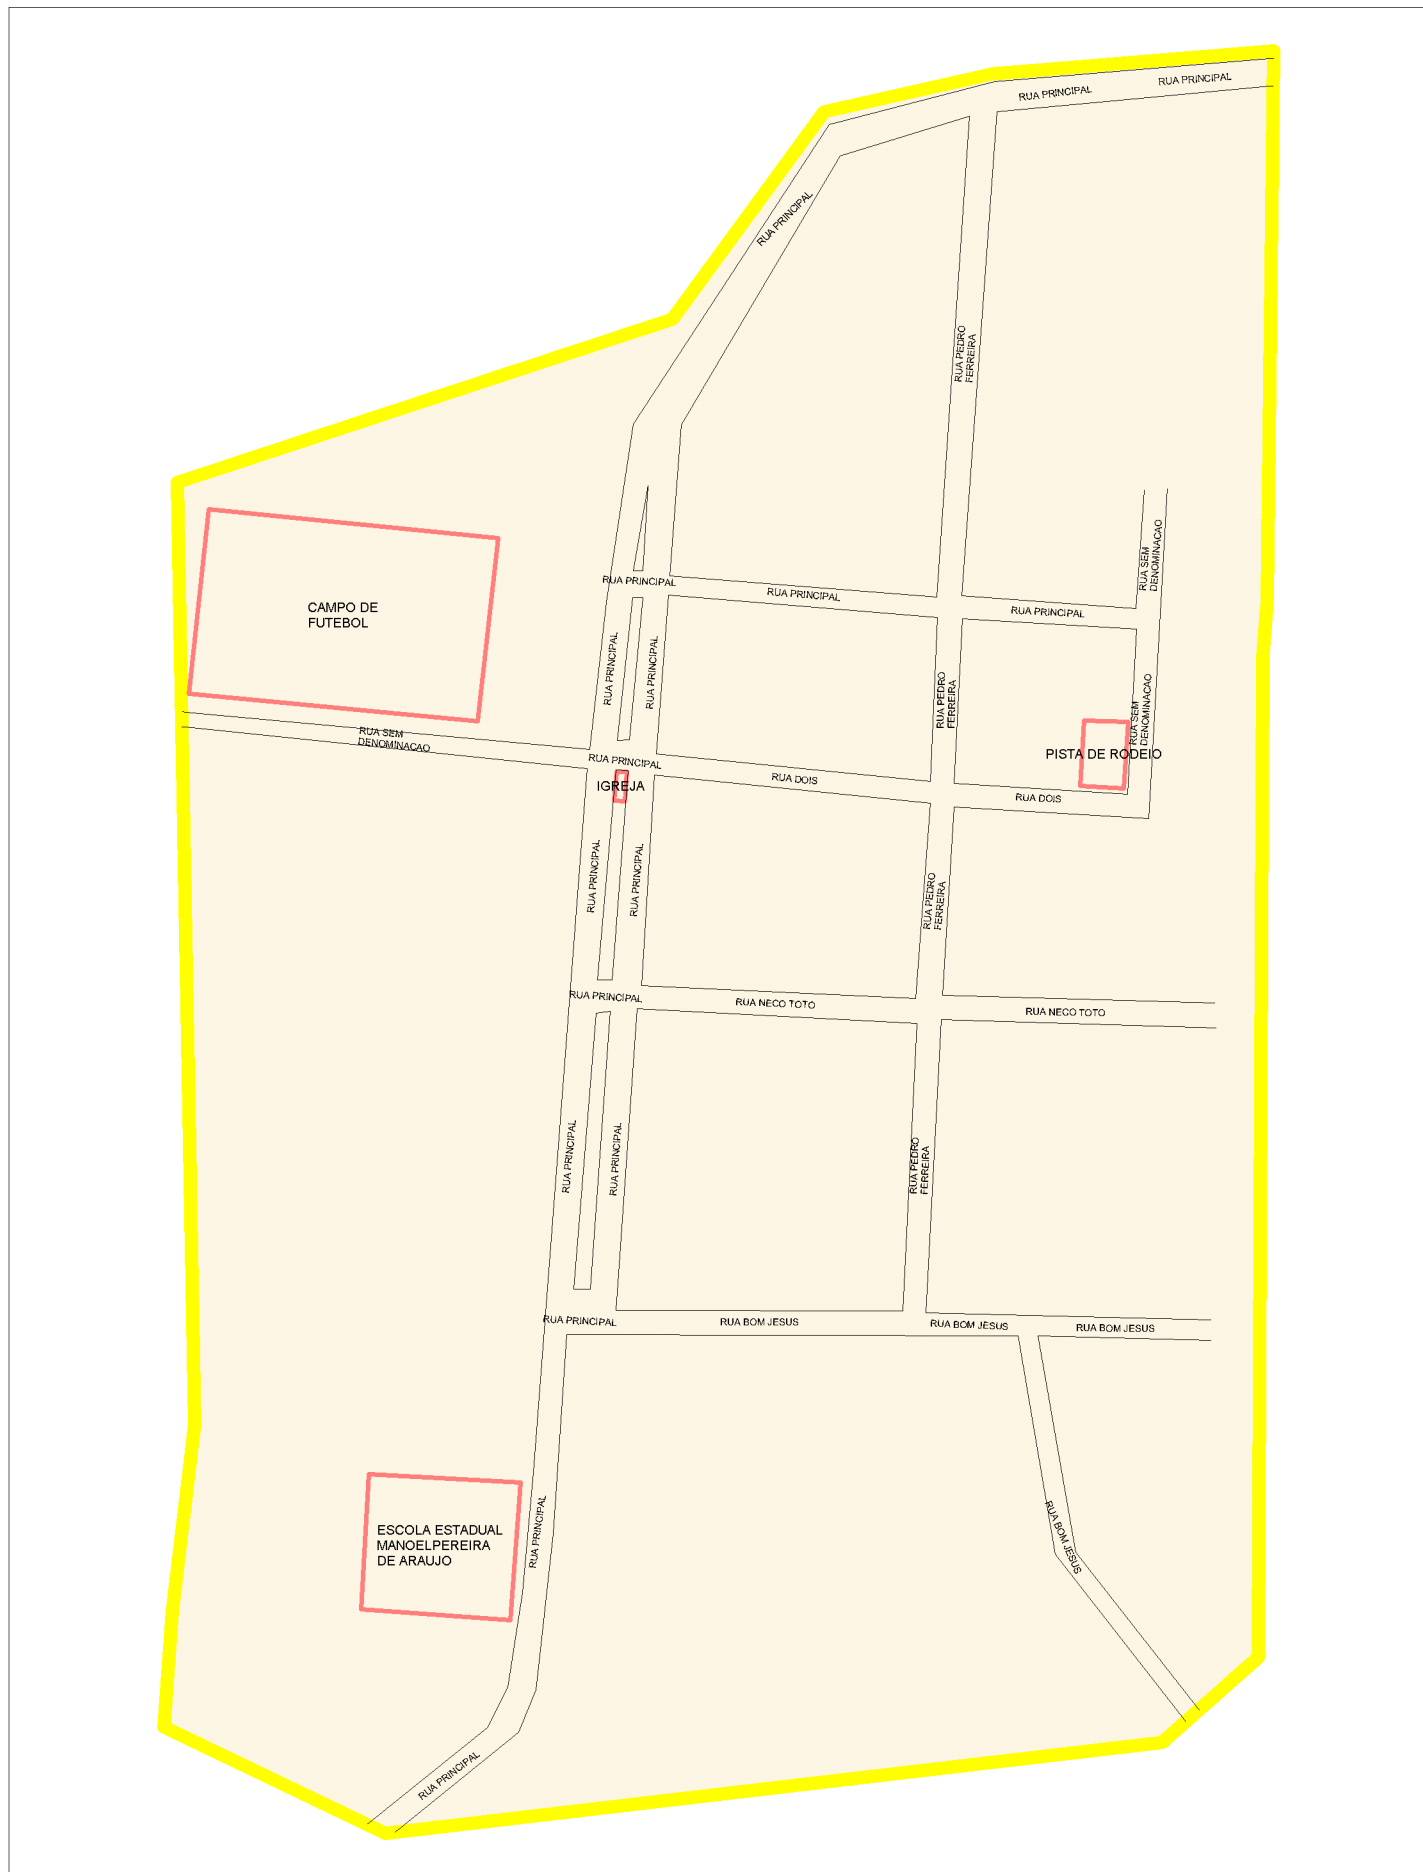 RUA PRINCIPAL
RUA PRINCIPAL
RUA PRINCIPAL
RUA PEDRO
FERREIRA
RUA SEM
DENOMINACAO
RUA PRINCIPAL
RUA PRINCIPAL
RUA PRINCIPAL
CAMPO DE
FUTEBOL
RUA PRINCIPAL
RUA PRINCIPAL
RUA PEDRO
FERREIRA
RUA SEM
DENOMINACAO
RUA SEM
DENOMINACAO
RUA PRINCIPAL
PISTA DE RODEIO
RUA DOIS
IGREJA
RUA DOIS
RUA PRINCIPAL
RUA PRINCIPAL
RUA PEDRO
FERREIRA
RUA PRINCIPAL
RUA NECO TOTO
RUA NECO TOTO
RUA PRINCIPAL
RUA PRINCIPAL
RUA PEDRO
FERREIRA
RUA PRINCIPAL
RUA BOM JESUS
RUA BOM JESUS
RUA BOM JESUS
ESCOLA ESTADUAL
MANOELPEREIRA
DE ARAUJO
RUA PRINCIPAL
RUA BOM JESUS
RUA PRINCIPAL